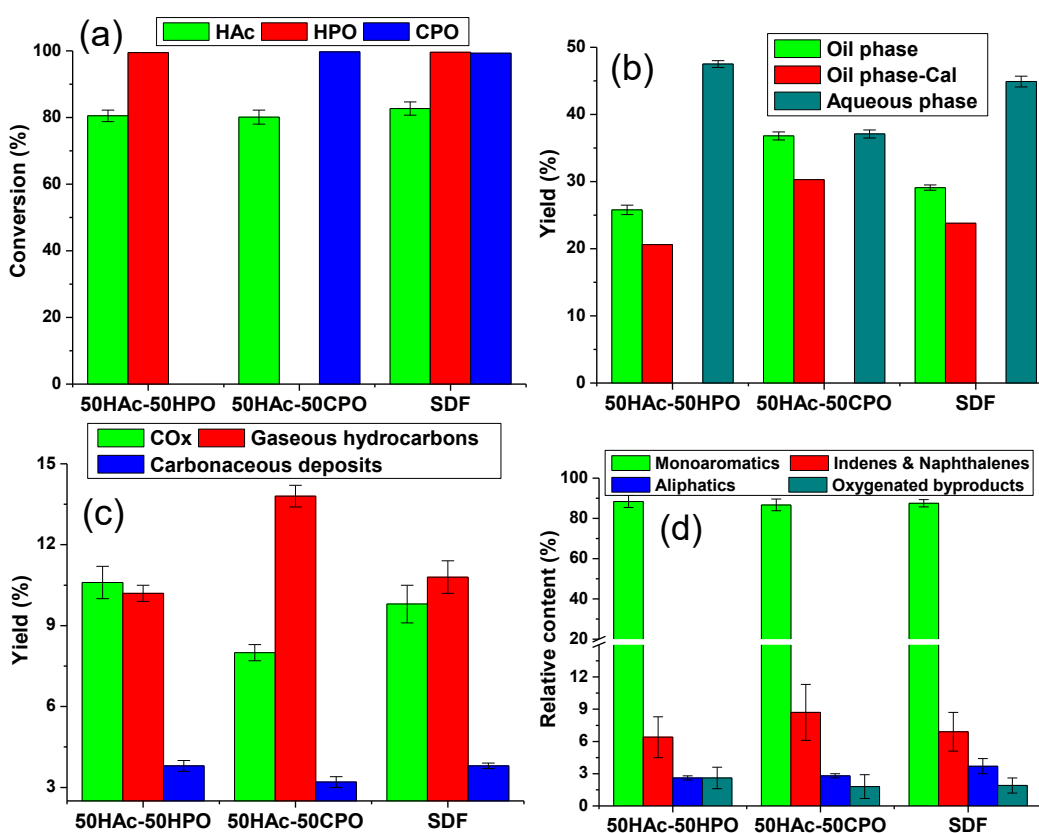 (a)
HAc HPO CPO
100
80
60
40
20
0
Conversion (%)
50HAc-50HPO 50HAc-50CPO SDF
(b)
Oil phase
Oil phase-Cal
Aqueous phase
50
40
30
20
10
0
Yield (%)
50HAc-50HPO 50HAc-50CPO SDF
(c)
COx Gaseous hydrocarbons
Carbonaceous deposits
15
12
9
6
3
Yield (%)
50HAc-50HPO 50HAc-50CPO SDF
(d)
Monoaromatics Indenes & Naphthalenes
Aliphatics Oxygenated byproducts
100
80
60
40
20
12
9
6
3
0
Relative content (%)
50HAc-50HPO 50HAc-50CPO SDF